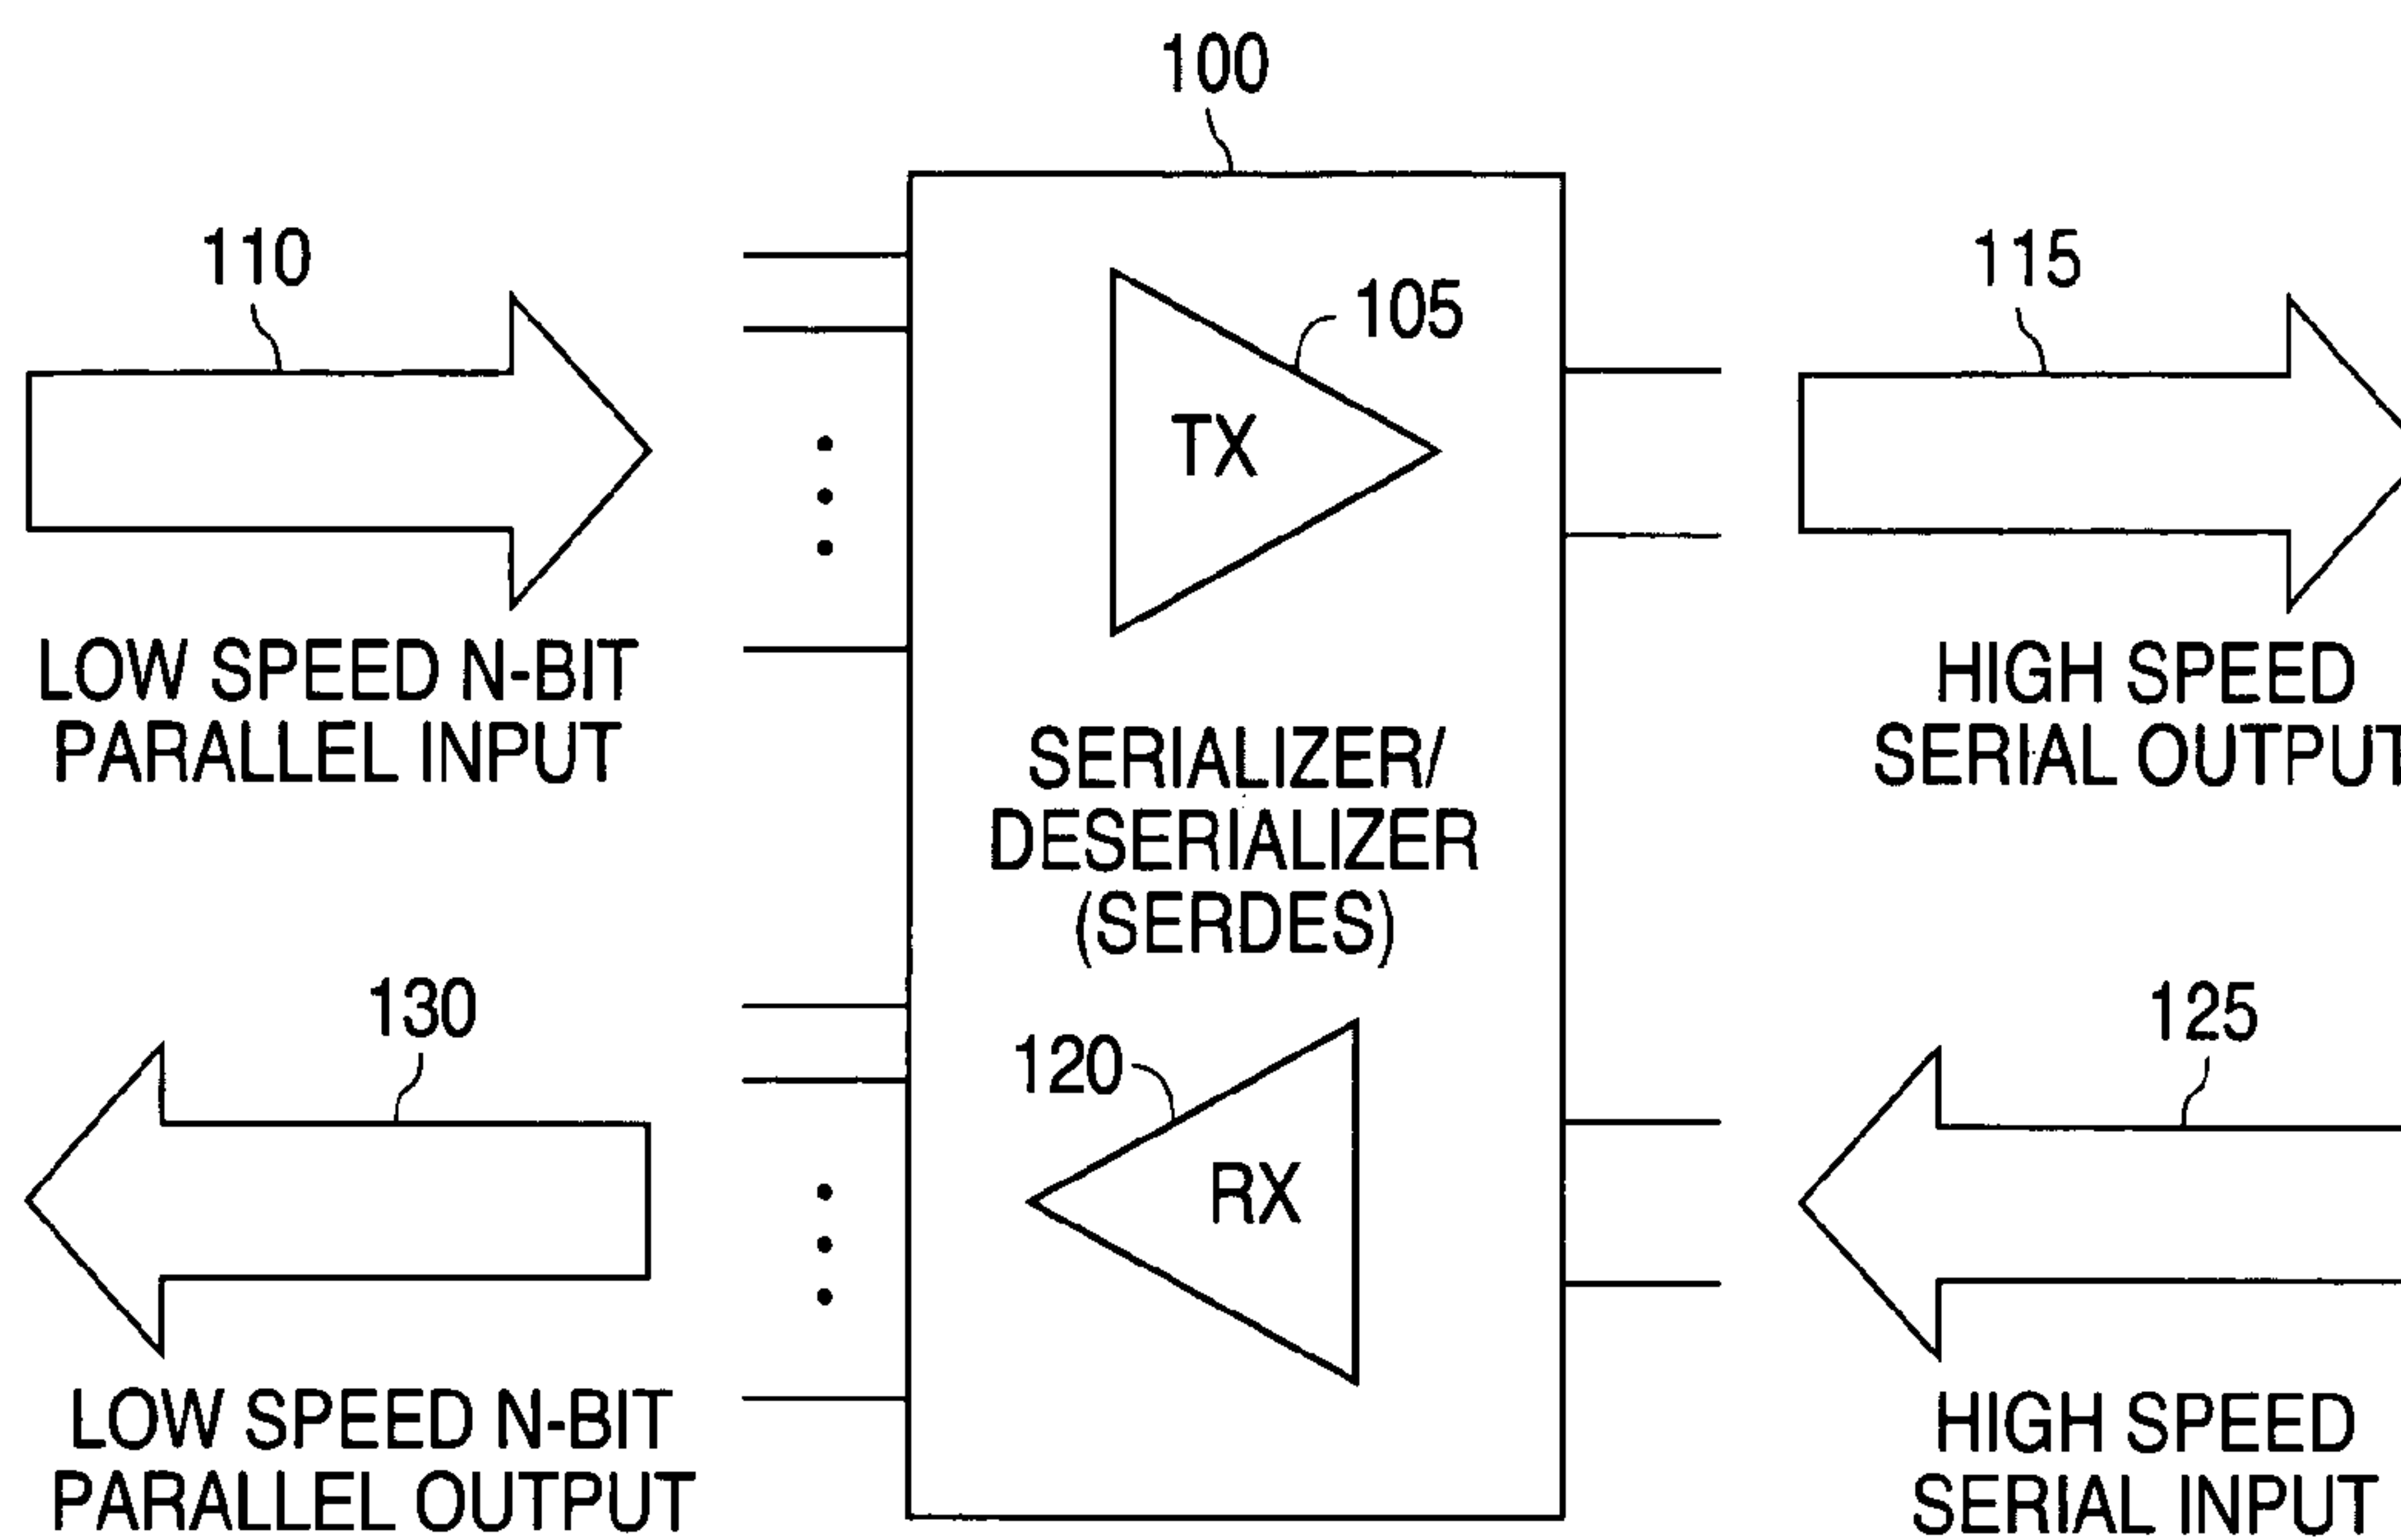 100
110
115
105
TX
LOW SPEED N-BIT
PARALLEL INPUT
HIGH SPEED
SERIAL OUTPUT
SERIALIZER/
DESERIALIZER
(SERDES)
130
125
120
RX
LOW SPEED N-BIT
PARALLEL OUTPUT
HIGH SPEED
SERIAL INPUT